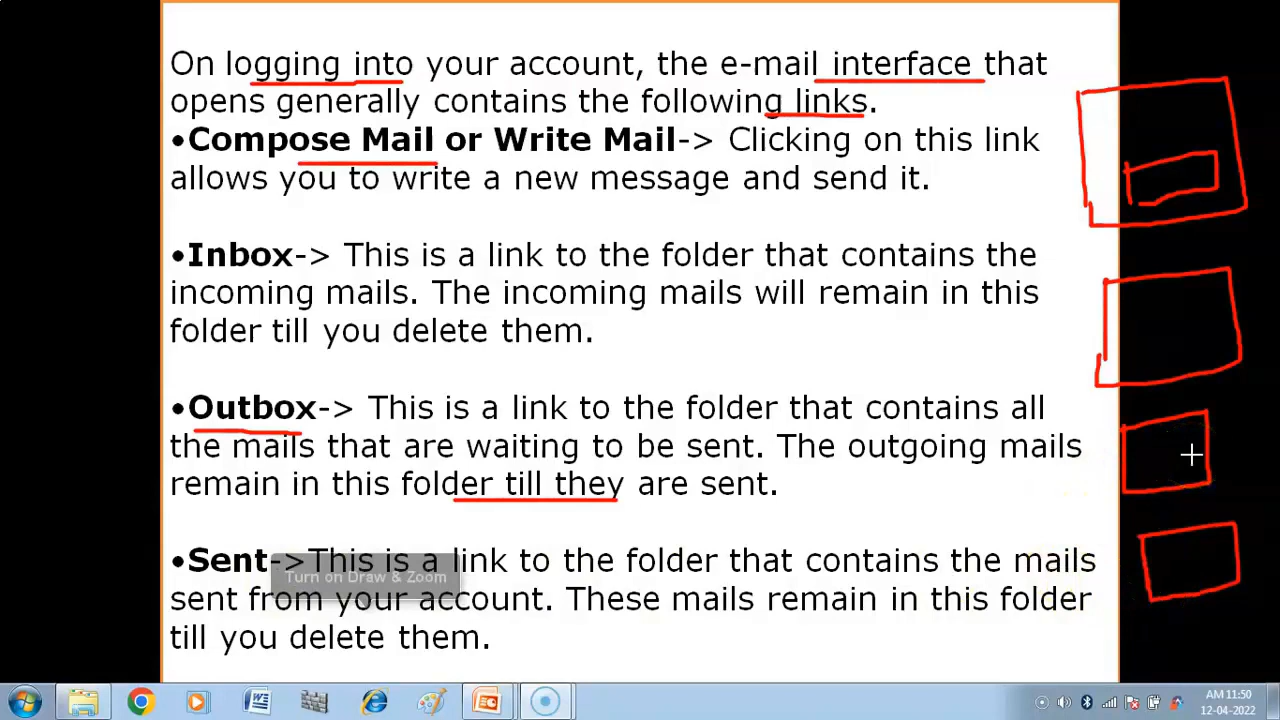 On logging into your account, the e-mail interface that
opens generally contains the following links.
•Compose Mail or Write Mail-> Clicking on this link
allows you to write a new message and send it.
•Inbox-> This is a link to the folder that contains the
incoming mails. The incoming mails will remain in this
folder till you delete them.
•Outbox-> This is a link to the folder that contains all
the mails that are waiting to be sent. The outgoing mails
remain in this folder till they are sent.
•Sent->This is a link to the folder that contains the mails
Turn on Draw & Zoom
sent from your account. These mails remain in this folder
till you delete them.
AM 11:50
12-04-2022